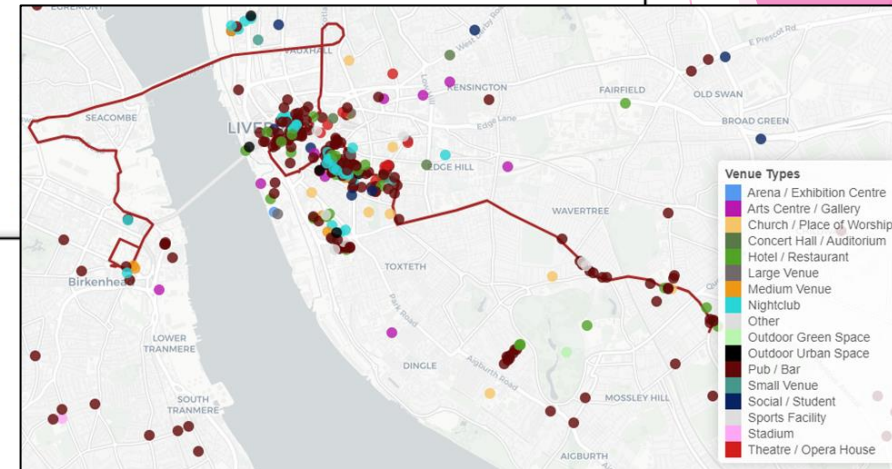 EGREMONT
VAUXHALL
West Derby Road
E Prescot Rd
KENSINGTON
FAIRFIELD
OLD SWAN
SEACOMBE
LIVER
Edge Lane
BROAD GREEN
EDGE HILL
WAVERTREE
TOXTETH
Birkenhea
Park Road
LOWER
TRANMERE
DINGLE
Aigburth Road
MOSSLEY HILL
SOUTH
TRANMERE
AIGBURTH
Venue Types
Arena / Exhibition Centre
Arts Centre / Gallery
Church / Place of Worship
Concert Hall / Auditorium
Hotel / Restaurant
Large Venue
Medium Venue
Nightclub
Other
Outdoor Green Space
Outdoor Urban Space
Pub / Bar
Small Venue
Social / Student
Sports Facility
Stadium
Theatre / Opera House